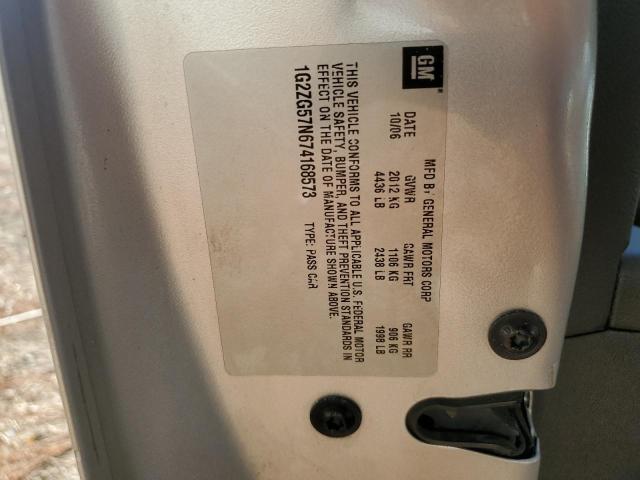 GM
MFD BY GENERAL MOTORS CORP
DATE GVWR GAWR FRT GAWR RR
10/06 2012 KG 1106 KG 906 KG
4436 LB 2438 LB 1998 LB
THIS VEHICLE CONFORMS TO ALL APPLICABLE U.S. FEDERAL MOTOR
VEHICLE SAFETY, BUMPER, AND THEFT PREVENTION STANDARDS IN
EFFECT ON THE DATE OF MANUFACTURE SHOWN ABOVE.
1G2ZG57N674168573 TYPE: PASS CAR